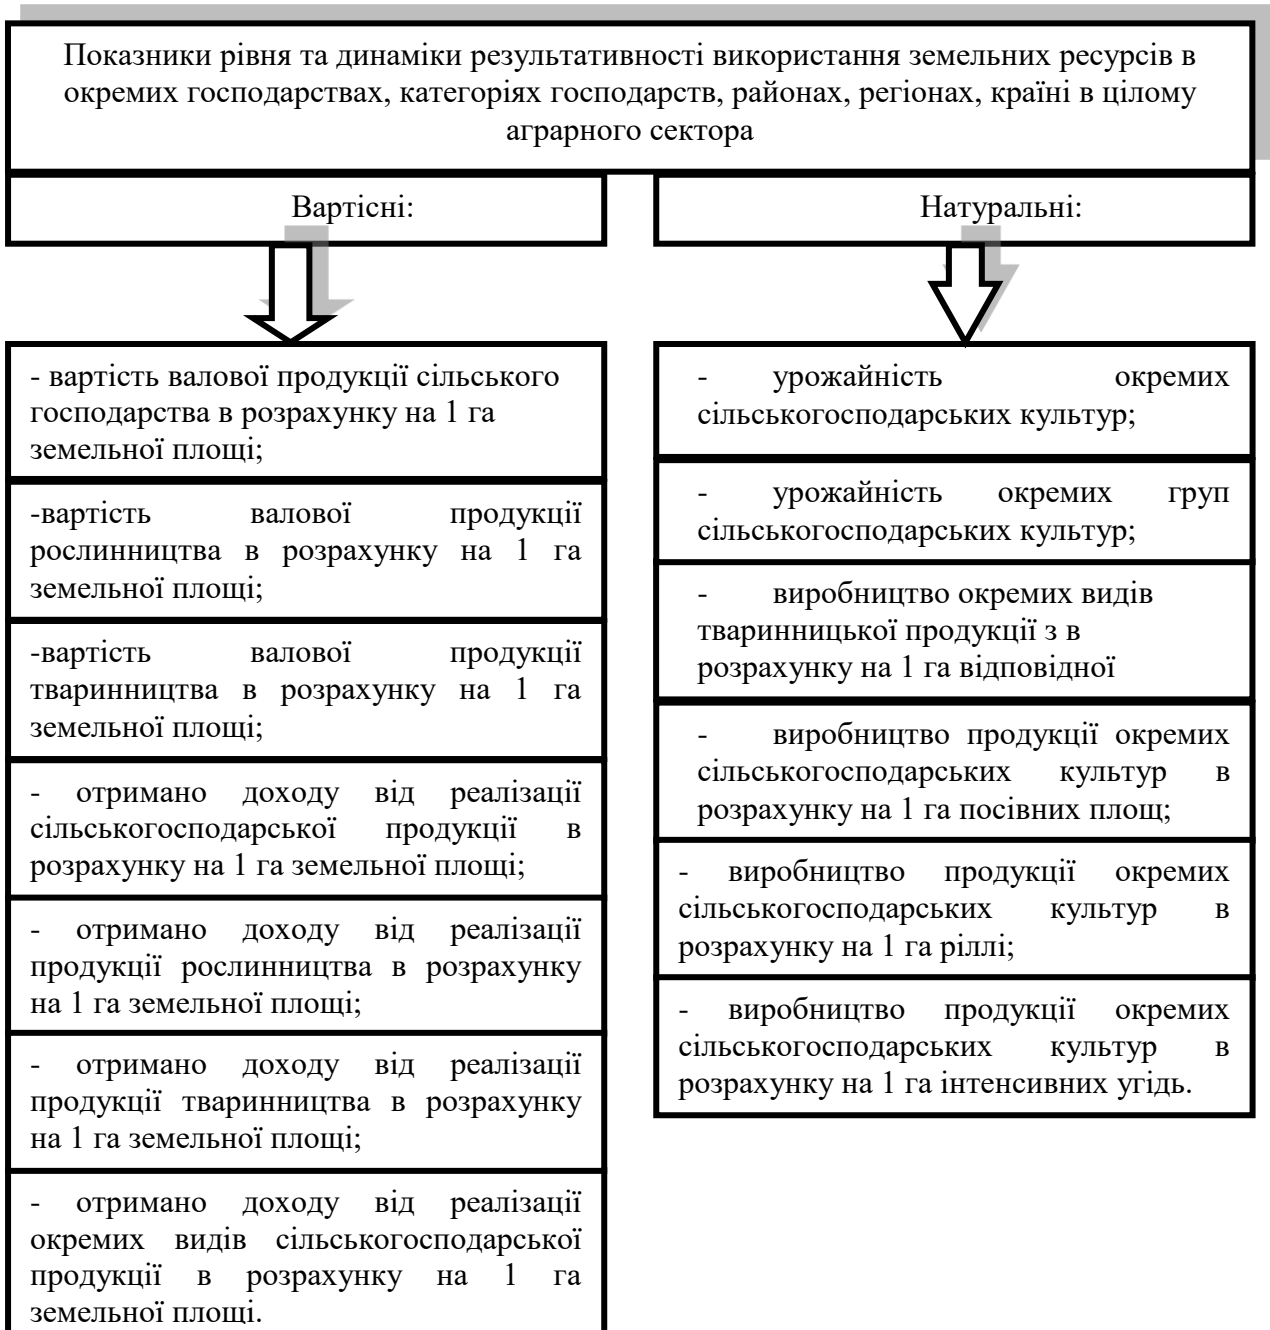 Показники рівня та динаміки результативності використання земельних ресурсів в
окремих господарствах, категоріях господарств, районах, регіонах, країні в цілому
аграрного сектора
Вартісні:
- вартість валової продукції сільського
господарства в розрахунку на 1 га
земельної площі;
-вартість валової продукції
рослинництва в розрахунку на 1 га
земельної площі;
-вартість валової продукції
тваринництва в розрахунку на 1 га
земельної площі;
- отримано доходу від реалізації
сільськогосподарської продукції в
розрахунку на 1 га земельної площі;
- отримано доходу від реалізації
продукції рослинництва в розрахунку
на 1 га земельної площі;
- отримано доходу від реалізації
продукції тваринництва в розрахунку
на 1 га земельної площі;
- отримано доходу від реалізації
окремих видів сільськогосподарської
продукції в розрахунку на 1 га
земельної площі.
Натуральні:
- урожайність окремих
сільськогосподарських культур;
- урожайність окремих груп
сільськогосподарських культур;
- виробництво окремих видів
тваринницької продукції з в
розрахунку на 1 га відповідної
- виробництво продукції окремих
сільськогосподарських культур в
розрахунку на 1 га посівних площ;
- виробництво продукції окремих
сільськогосподарських культур в
розрахунку на 1 га ріллі;
- виробництво продукції окремих
сільськогосподарських культур в
розрахунку на 1 га інтенсивних угідь.